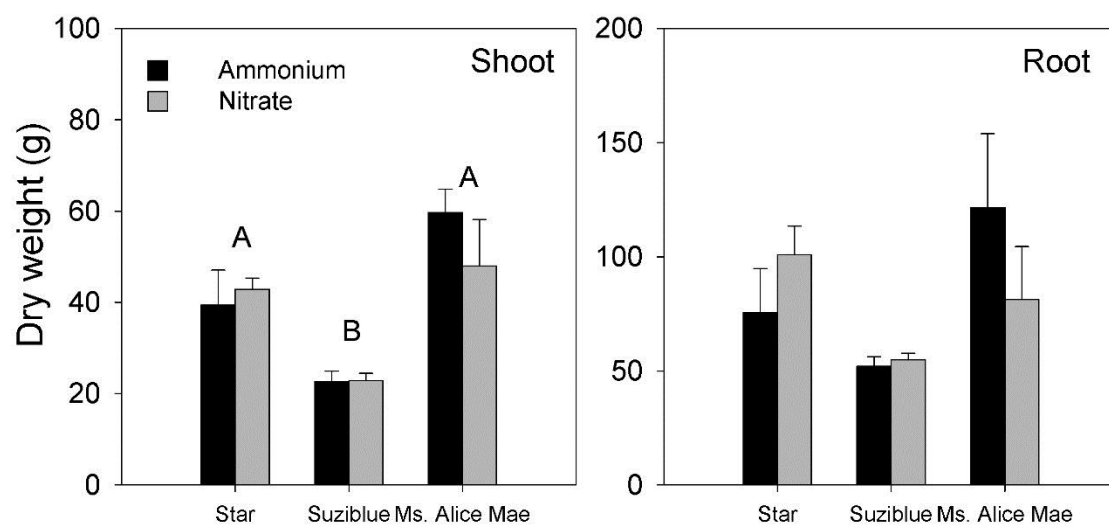 Dry weight (g)
100
80
60
40
20
0
Ammonium
Nitrate
Shoot
A
B
A
Star
Suziblue
Ms. Alice Mae
200
150
100
50
0
Root
Star
Suziblue
Ms. Alice Mae